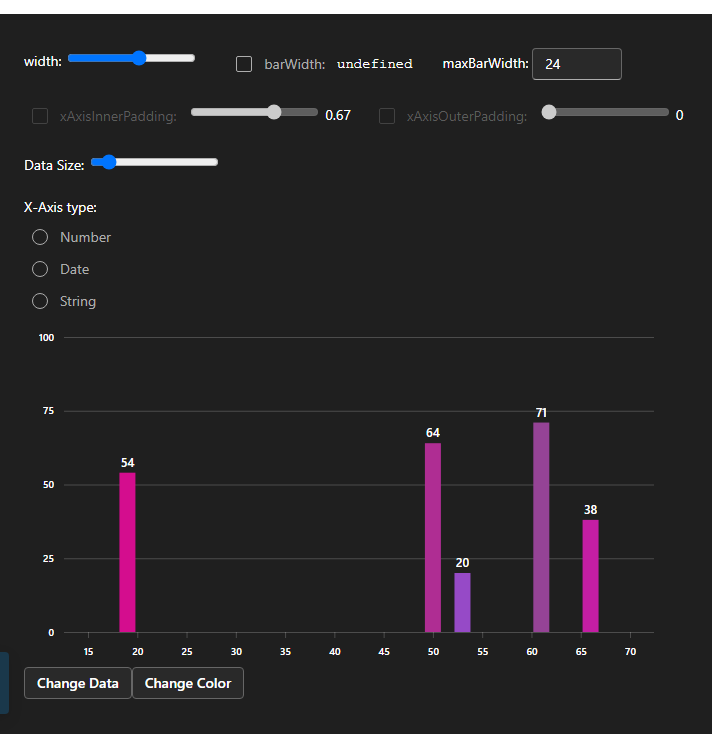 width: barWidth: undefined maxBarWidth: 24
xAxisInnerPadding: 0.67 xAxisOuterPadding: 0
Data Size:
X-Axis type:
Number
Date
String
100
75
71
64
54
50
38
25
20
0
15 20 25 30 35 40 45 50 55 60 65 70
Change Data Change Color